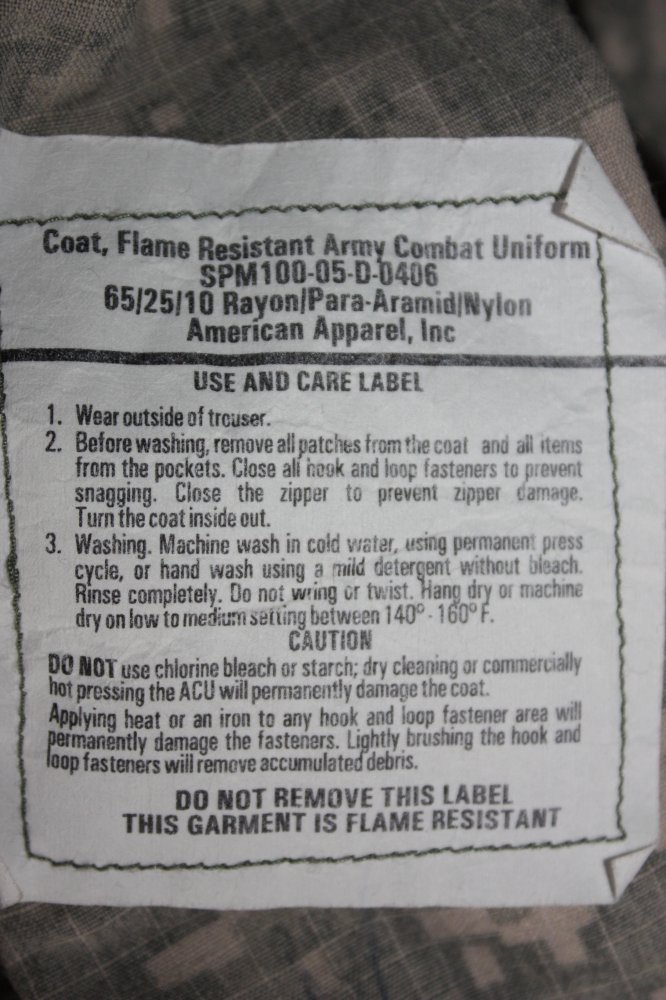 Coat, Flame Resistant Army Combat Uniform
SPM100-05-D-0406
65/25/10 Rayon/Para-Aramid/Nylon
American Apparel, Inc
USE AND CARE LABEL
1. Wear outside of trouser.
2. Before washing, remove all patches from the coat and all items
from the pockets. Close all hook and loop fasteners to prevent
snagging. Close the zipper to prevent zipper damage.
Turn the coat inside out.
3. Washing. Machine wash in cold water, using permanent press
cycle, or hand wash using a mild detergent without bleach.
Rinse completely. Do not wring or twist. Hang dry or machine
dry on low to medium setting between 140° - 160° F.
CAUTION
DO NOT use chlorine bleach or starch; dry cleaning or commercially
hot pressing the ACU will permanently damage the coat.
Applying heat or an iron to any hook and loop fastener area will
permanently damage the fasteners. Lightly brushing the hook and
loop fasteners will remove accumulated debris.
DO NOT REMOVE THIS LABEL
THIS GARMENT IS FLAME RESISTANT